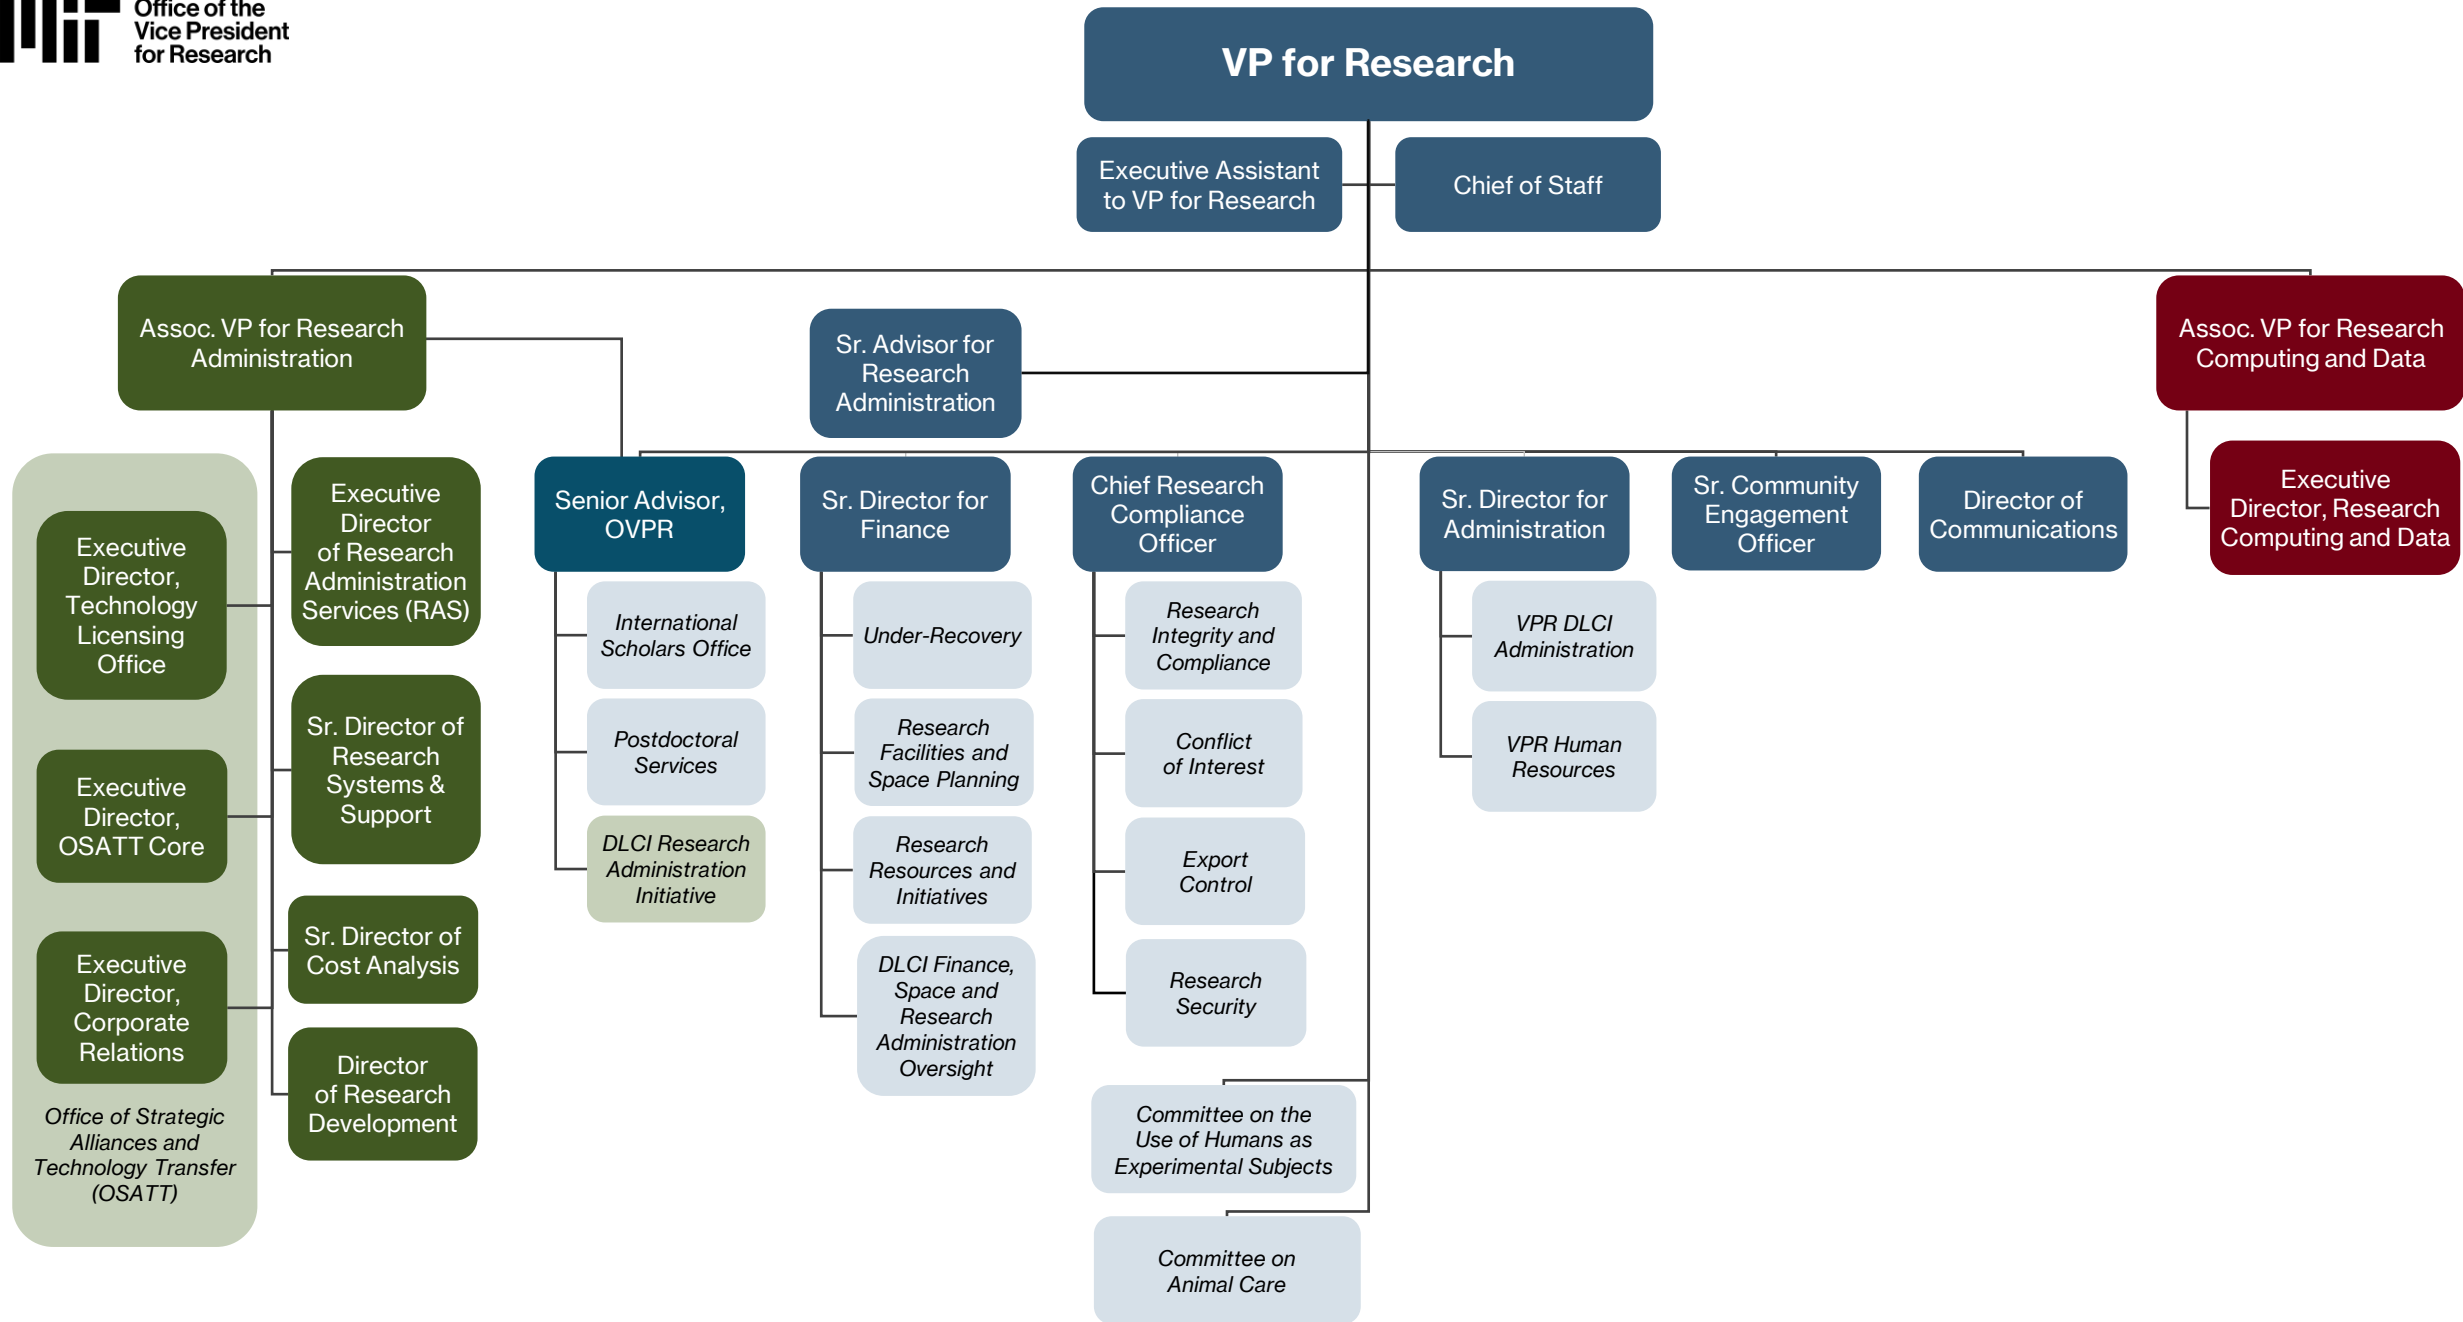 MIT
Office of the
Vice President
for Research
VP for Research
Executive Assistant
to VP for Research
Chief of Staff
Assoc. VP for Research
Administration
Sr. Advisor for
Research
Administration
Assoc. VP for Research
Computing and Data
Executive
Director, Research
Computing and Data
Executive
Director,
Technology
Licensing
Office
Executive
Director,
OSATT Core
Executive
Director,
Corporate
Relations
Office of Strategic
Alliances and
Technology Transfer
(OSATT)
Executive
Director
of Research
Administration
Services (RAS)
Sr. Director of
Research
Systems &
Support
Sr. Director of
Cost Analysis
Director
of Research
Development
Senior Advisor,
OVPR
International
Scholars Office
Postdoctoral
Services
DLCI Research
Administration
Initiative
Sr. Director for
Finance
Under-Recovery
Research
Facilities and
Space Planning
Research
Resources and
Initiatives
DLCI Finance,
Space and
Research
Administration
Oversight
Chief Research
Compliance
Officer
Research
Integrity and
Compliance
Conflict
of Interest
Export
Control
Research
Security
Committee on the
Use of Humans as
Experimental Subjects
Committee on
Animal Care
Sr. Director for
Administration
VPR DLCI
Administration
VPR Human
Resources
Sr. Community
Engagement
Officer
Director of
Communications